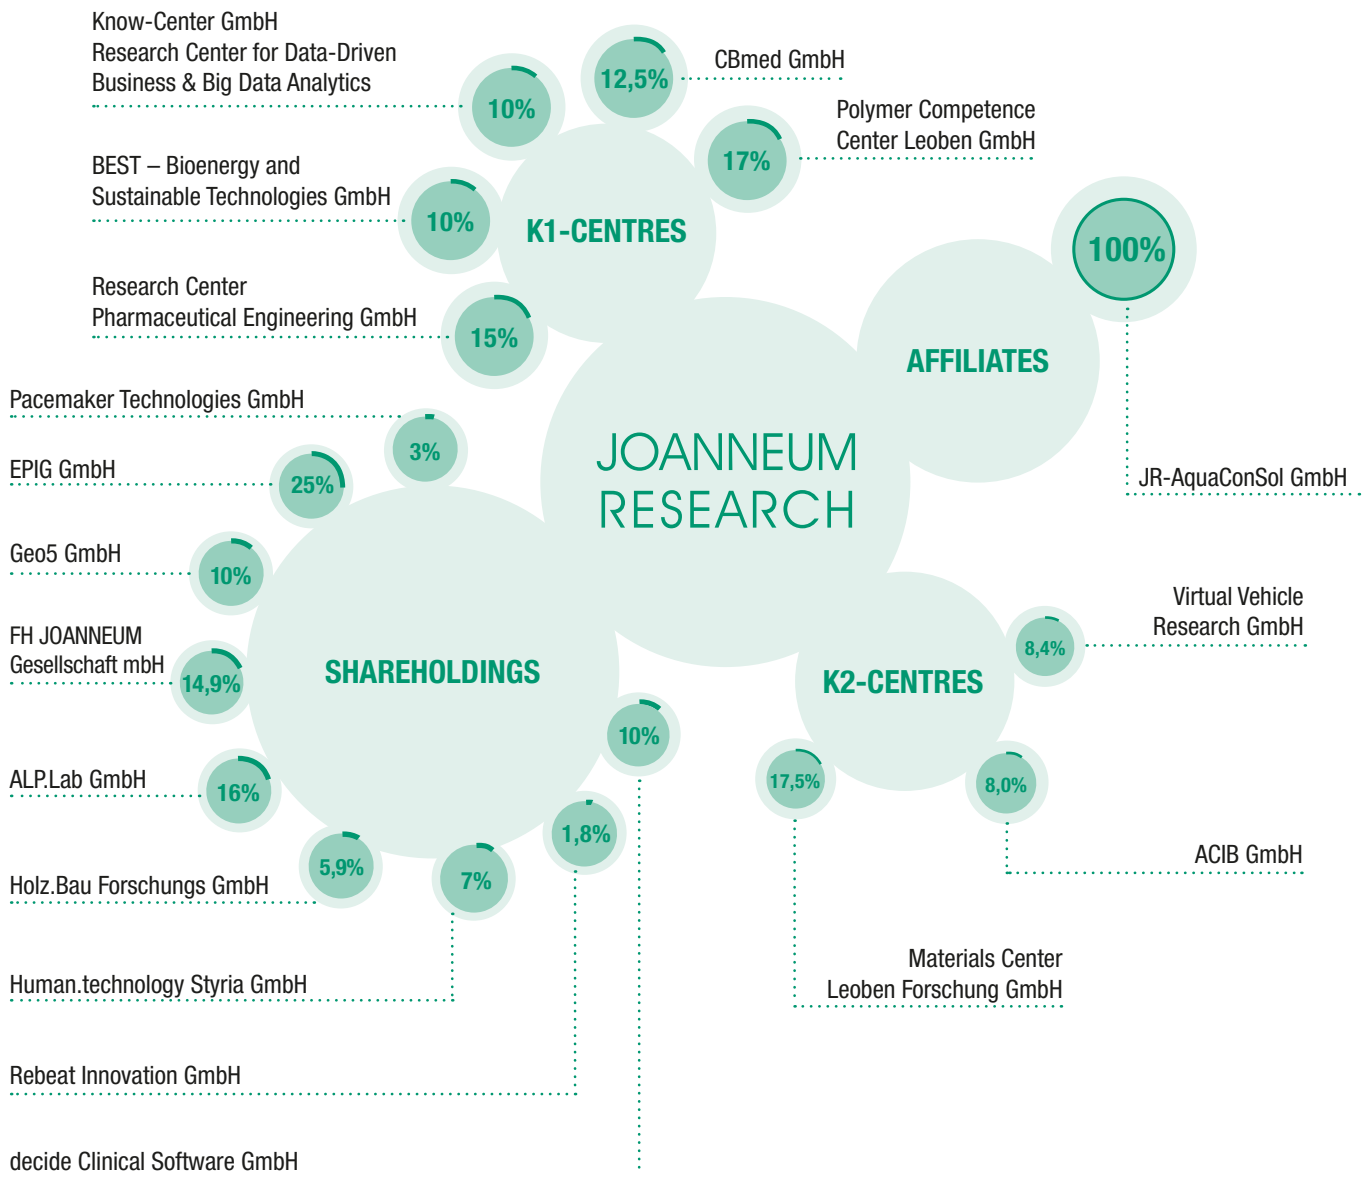 Know-Center GmbH
Research Center for Data-Driven
Business & Big Data Analytics
10%
12,5%
CBmed GmbH
Polymer Competence
Center Leoben GmbH
17%
BEST – Bioenergy and
Sustainable Technologies GmbH
10%
K1-CENTRES
100%
Research Center
Pharmaceutical Engineering GmbH
15%
AFFILIATES
JR-AquaConSol GmbH
Pacemaker Technologies GmbH
3%
JOANNEUM
RESEARCH
EPIG GmbH
25%
Geo5 GmbH
10%
FH JOANNEUM
Gesellschaft mbH
14,9%
SHAREHOLDINGS
K2-CENTRES
Virtual Vehicle
Research GmbH
8,4%
10%
ALP.Lab GmbH
16%
17,5%
8,0%
1,8%
ACIB GmbH
Holz.Bau Forschungs GmbH
5,9%
7%
Human.technology Styria GmbH
Materials Center
Leoben Forschung GmbH
Rebeat Innovation GmbH
decide Clinical Software GmbH